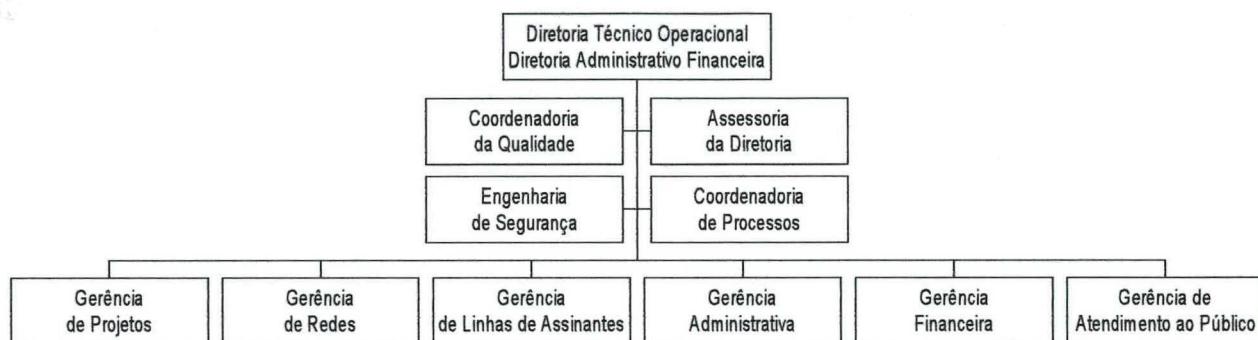 Diretoria Técnico Operacional
Diretoria Administrativo Financeira
Coordenadoria
da Qualidade
Assessoria
da Diretoria
Engenharia
de Segurança
Coordenadoria
de Processos
Gerência
de Projetos
Gerência
de Redes
Gerência
de Linhas de Assinantes
Gerência
Administrativa
Gerência
Financeira
Gerência de
Atendimento ao Público